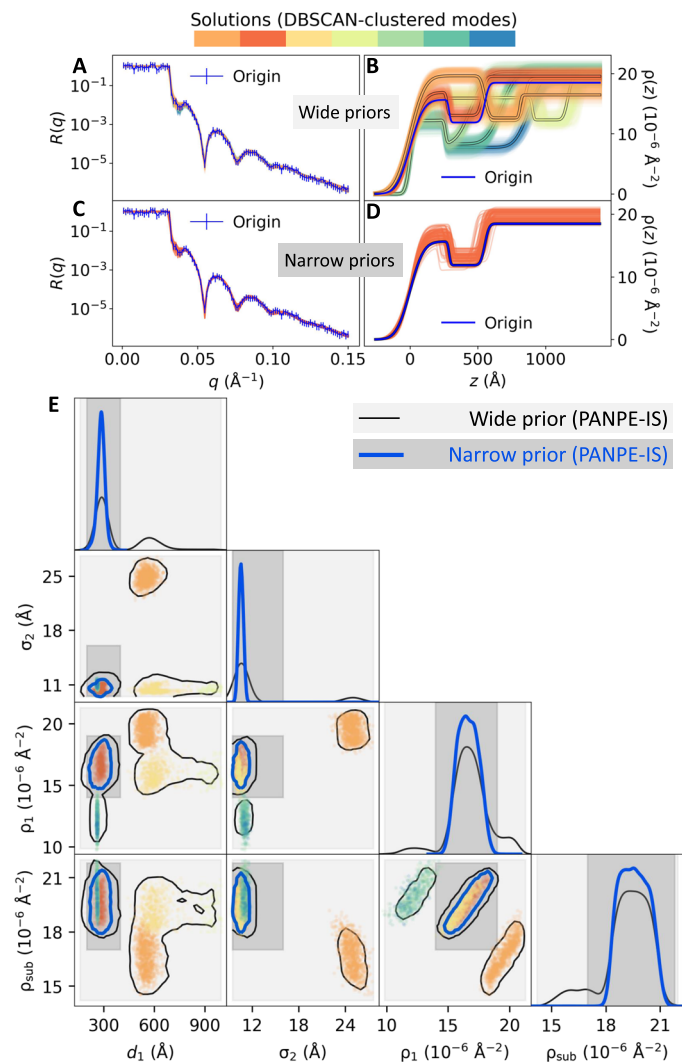 Solutions (DBSCAN-clustered modes)
A
Origin
10⁻¹
10⁻³
10⁻⁵
R(q)
B
Wide priors
Origin
20
10
0
ρ(z) (10⁻⁶ Å⁻²)
C
Origin
10⁻¹
10⁻³
10⁻⁵
R(q)
D
Narrow priors
Origin
20
10
0
ρ(z) (10⁻⁶ Å⁻²)
0.00 0.05 0.10 0.15
q (Å⁻¹)
0 500 1000
z (Å)
E
Wide prior (PANPE-IS)
Narrow prior (PANPE-IS)
25
18
11
σ₂ (Å)
20
15
10
ρ₁ (10⁻⁶ Å⁻²)
21
18
15
ρsub (10⁻⁶ Å⁻²)
300 600 900
d₁ (Å)
12 24
σ₂ (Å)
10 15 20
ρ₁ (10⁻⁶ Å⁻²)
15 18 21
ρsub (10⁻⁶ Å⁻²)